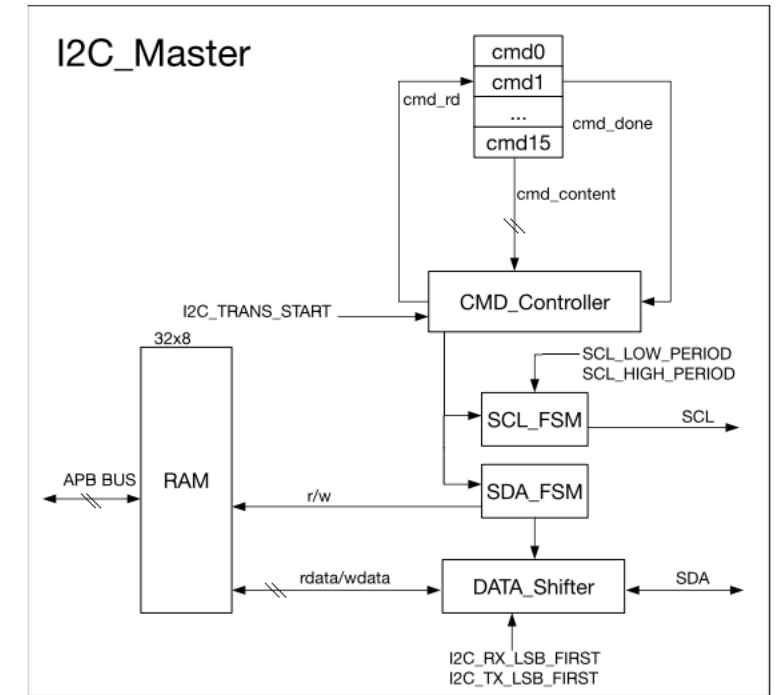 I2C_Master
cmd0
cmd1
...
cmd15
cmd_rd
cmd_done
cmd_content
CMD_Controller
I2C_TRANS_START
32x8
SCL_LOW_PERIOD
SCL_HIGH_PERIOD
SCL_FSM
SCL
APB BUS
RAM
SDA_FSM
r/w
rdata/wdata
DATA_Shifter
SDA
I2C_RX_LSB_FIRST
I2C_TX_LSB_FIRST